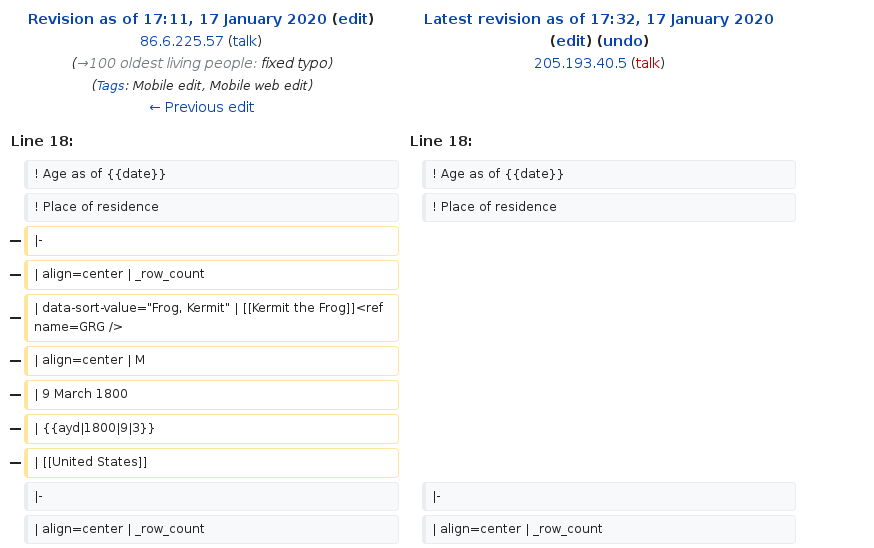 Revision as of 17:11, 17 January 2020 (edit)
86.6.225.57 (talk)
(→100 oldest living people: fixed typo)
(Tags: Mobile edit, Mobile web edit)
← Previous edit
Latest revision as of 17:32, 17 January 2020
(edit) (undo)
205.193.40.5 (talk)
Line 18:
Line 18:
! Age as of {{date}}
! Age as of {{date}}
! Place of residence
! Place of residence
− |-
− | align=center | _row_count
− | data-sort-value="Frog, Kermit" | [[Kermit the Frog]]<ref
name=GRG />
− | align=center | M
− | 9 March 1800
− | {{ayd|1800|9|3}}
− | [[United States]]
|-
|-
| align=center | _row_count
| align=center | _row_count